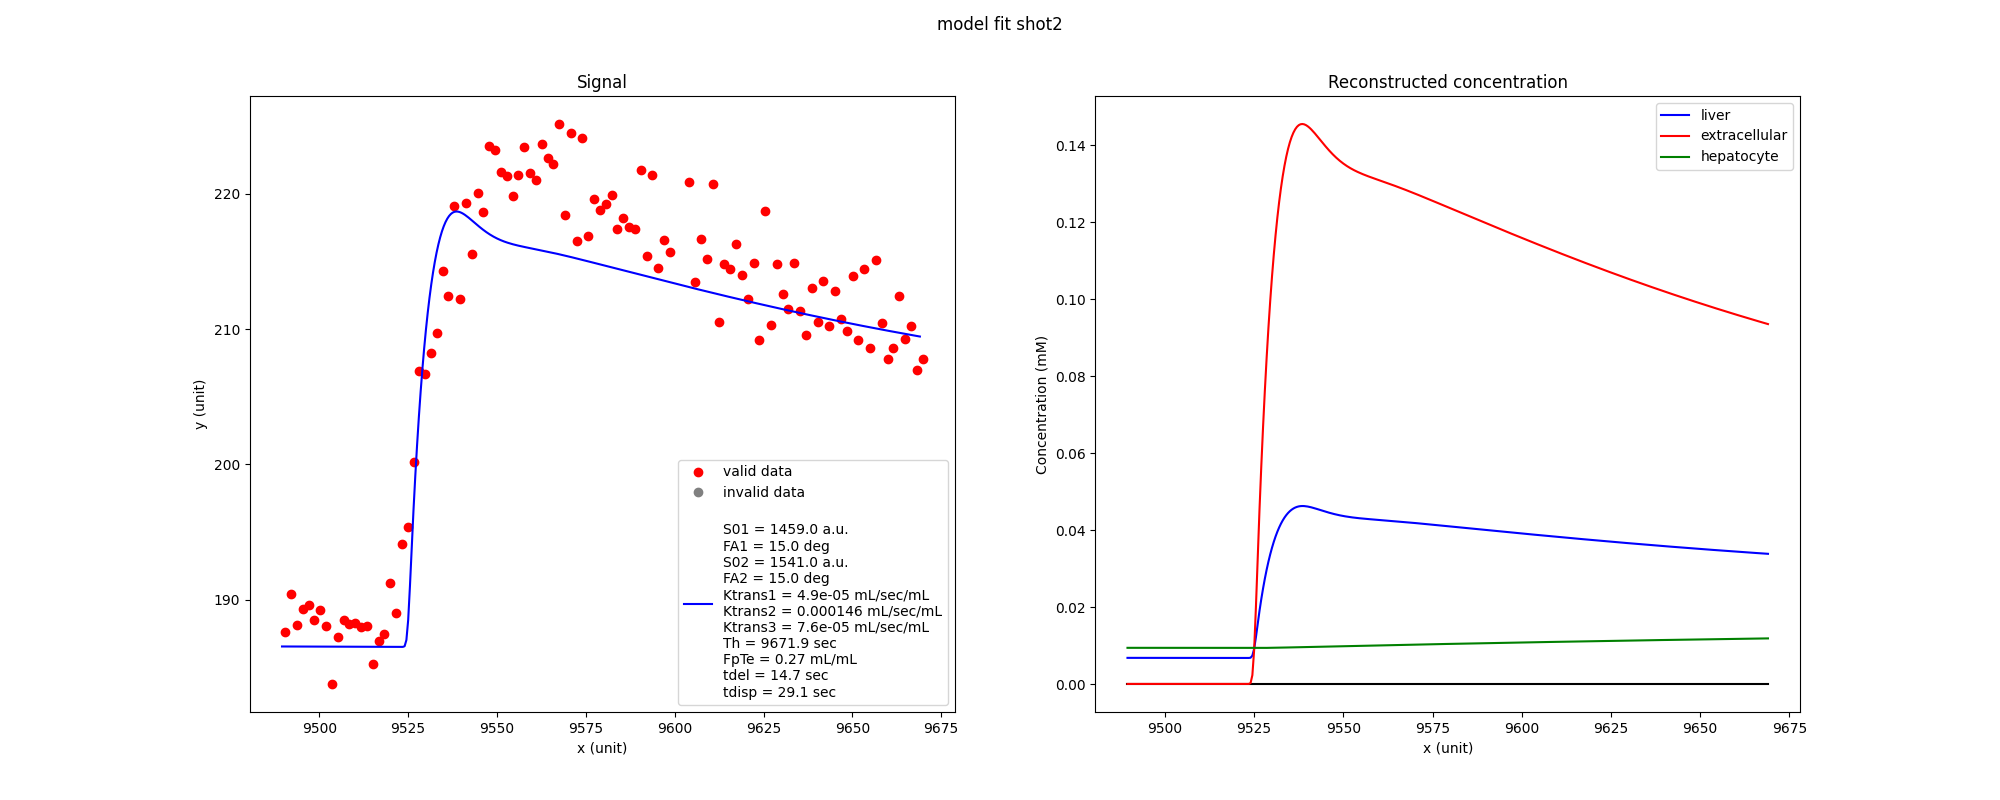 model fit shot2
Signal
y (unit)
220
210
200
190
valid data
invalid data
S01 = 1459.0 a.u.
FA1 = 15.0 deg
S02 = 1541.0 a.u.
FA2 = 15.0 deg
Ktrans1 = 4.9e-05 mL/sec/mL
Ktrans2 = 0.000146 mL/sec/mL
Ktrans3 = 7.6e-05 mL/sec/mL
Th = 9671.9 sec
FpTe = 0.27 mL/mL
tdel = 14.7 sec
tdisp = 29.1 sec
9500 9525 9550 9575 9600 9625 9650 9675
x (unit)
Reconstructed concentration
Concentration (mM)
0.14
0.12
0.10
0.08
0.06
0.04
0.02
0.00
liver
extracellular
hepatocyte
9500 9525 9550 9575 9600 9625 9650 9675
x (unit)